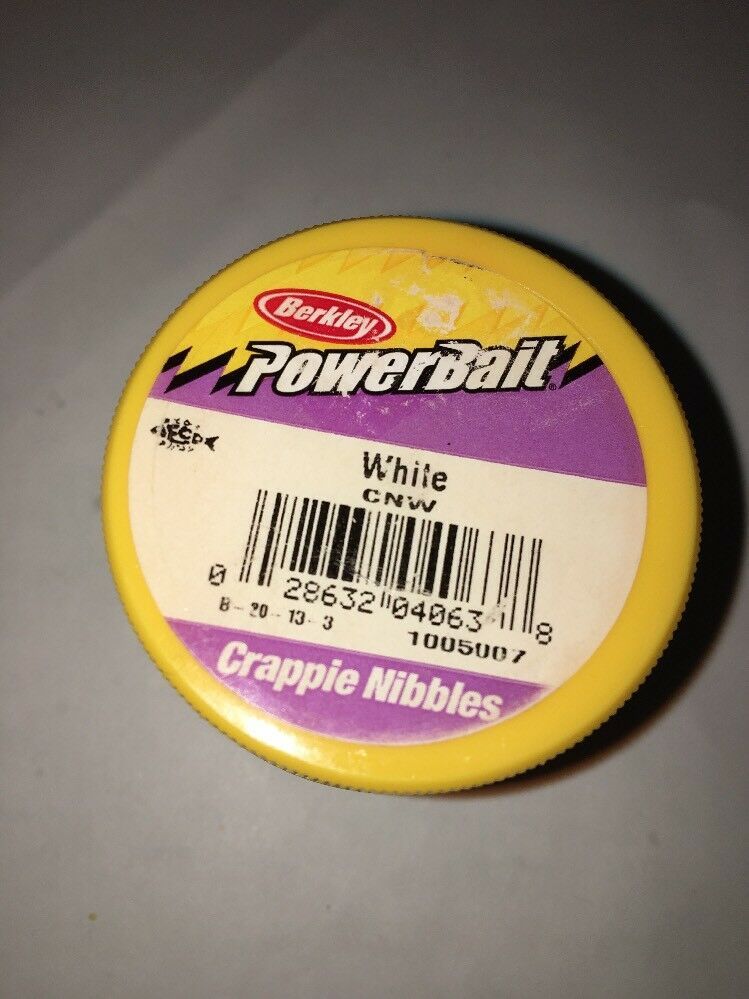 Berkley
PowerBait®
White
CNW
0 28632 04063 8
8-20-13-3
1005007
Crappie Nibbles